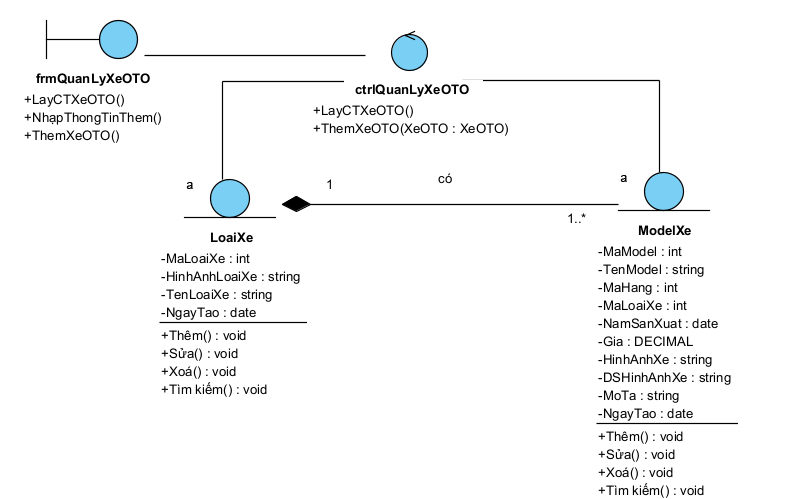 frmQuanLyXeOTO
+LayCTXeOTO()
+NhạpThongTinThem()
+ThemXeOTO()
ctrlQuanLyXeOTO
+LayCTXeOTO()
+ThemXeOTO(XeOTO : XeOTO)
a
1
có
1..*
a
LoaiXe
-MaLoaiXe : int
-HinhAnhLoaiXe : string
-TenLoaiXe : string
-NgayTao : date
+Thêm() : void
+Sửa() : void
+Xoá() : void
+Tìm kiếm() : void
ModelXe
-MaModel : int
-TenModel : string
-MaHang : int
-MaLoaiXe : int
-NamSanXuat : date
-Gia : DECIMAL
-HinhAnhXe : string
-DSHinhAnhXe : string
-MoTa : string
-NgayTao : date
+Thêm() : void
+Sửa() : void
+Xoá() : void
+Tìm kiếm() : void